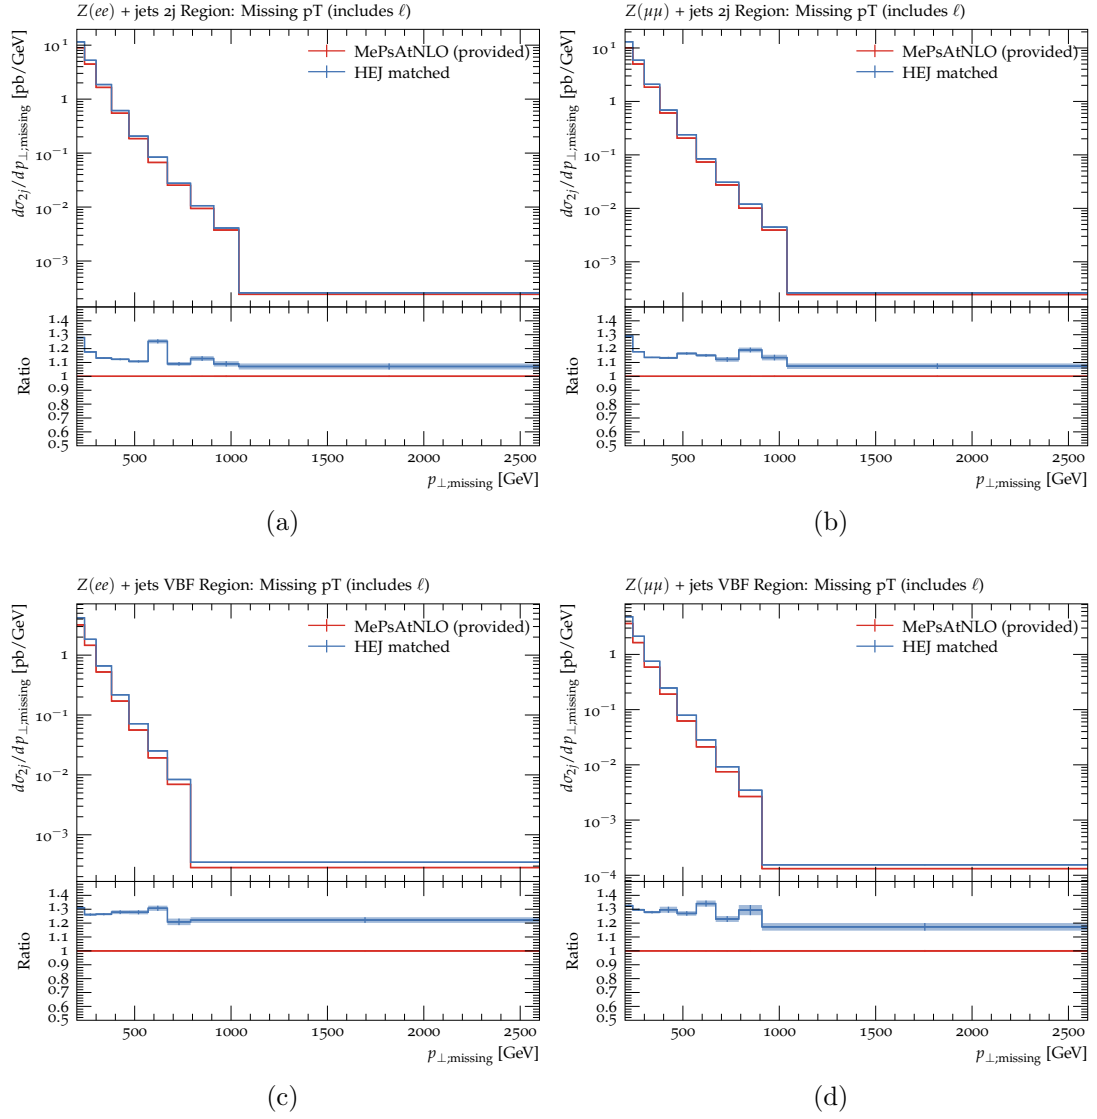 Z(ee) + jets 2j Region: Missing pT (includes ℓ)
MePsAtNLO (provided)
HEJ matched
dσ₂ⱼ/dp⊥;missing [pb/GeV]
10¹
1
10⁻¹
10⁻²
10⁻³
Ratio
1.4
1.3
1.2
1.1
1
0.9
0.8
0.7
0.6
0.5
500 1000 1500 2000 2500
p⊥;missing [GeV]
(a)
Z(μμ) + jets 2j Region: Missing pT (includes ℓ)
MePsAtNLO (provided)
HEJ matched
dσ₂ⱼ/dp⊥;missing [pb/GeV]
10¹
1
10⁻¹
10⁻²
10⁻³
Ratio
1.4
1.3
1.2
1.1
1
0.9
0.8
0.7
0.6
0.5
500 1000 1500 2000 2500
p⊥;missing [GeV]
(b)
Z(ee) + jets VBF Region: Missing pT (includes ℓ)
MePsAtNLO (provided)
HEJ matched
dσ₂ⱼ/dp⊥;missing [pb/GeV]
1
10⁻¹
10⁻²
10⁻³
Ratio
1.4
1.3
1.2
1.1
1
0.9
0.8
0.7
0.6
0.5
500 1000 1500 2000 2500
p⊥;missing [GeV]
(c)
Z(μμ) + jets VBF Region: Missing pT (includes ℓ)
MePsAtNLO (provided)
HEJ matched
dσ₂ⱼ/dp⊥;missing [pb/GeV]
1
10⁻¹
10⁻²
10⁻³
10⁻⁴
Ratio
1.4
1.3
1.2
1.1
1
0.9
0.8
0.7
0.6
0.5
500 1000 1500 2000 2500
p⊥;missing [GeV]
(d)